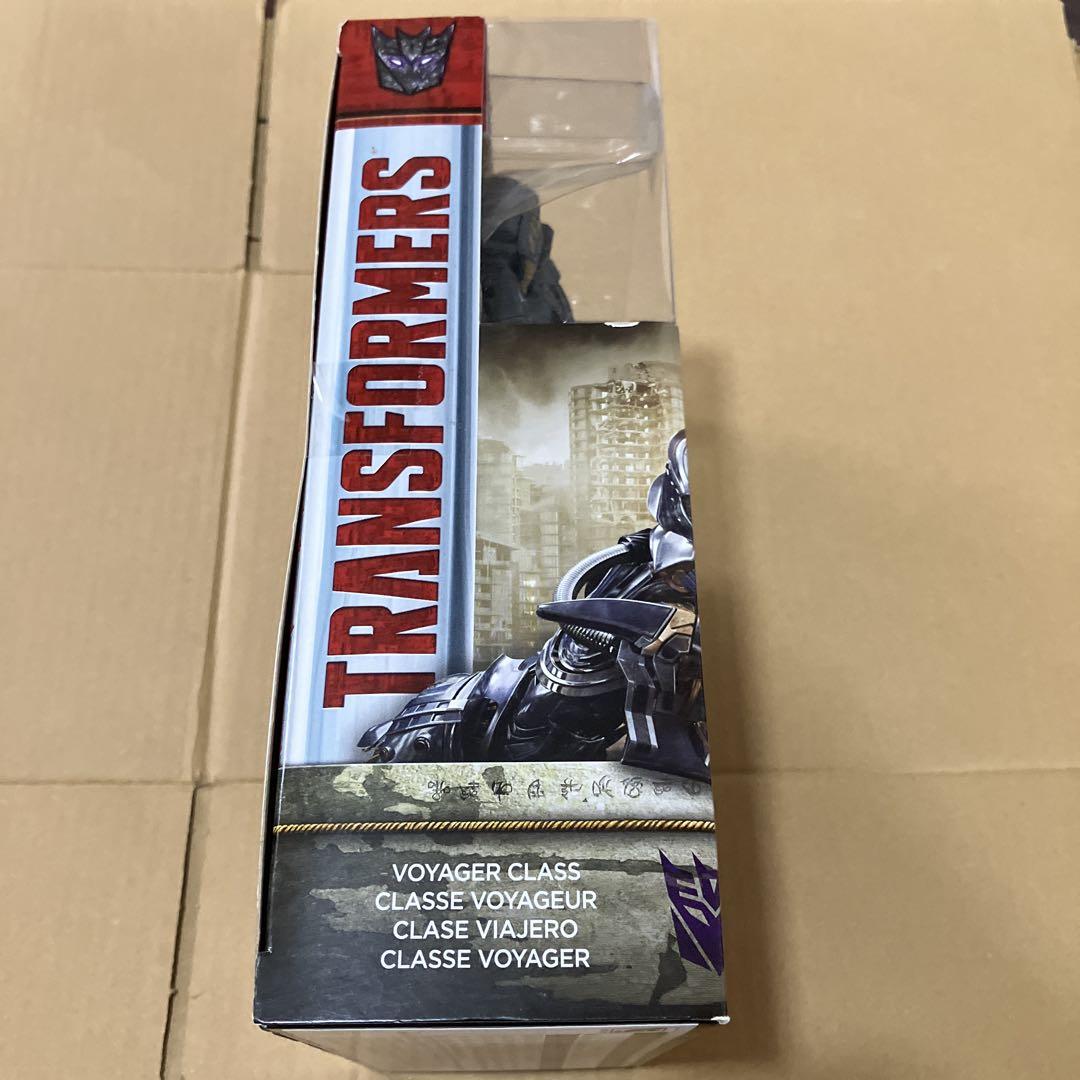 TRANSFORMERS
VOYAGER CLASS
CLASSE VOYAGEUR
CLASE VIAJERO
CLASSE VOYAGER